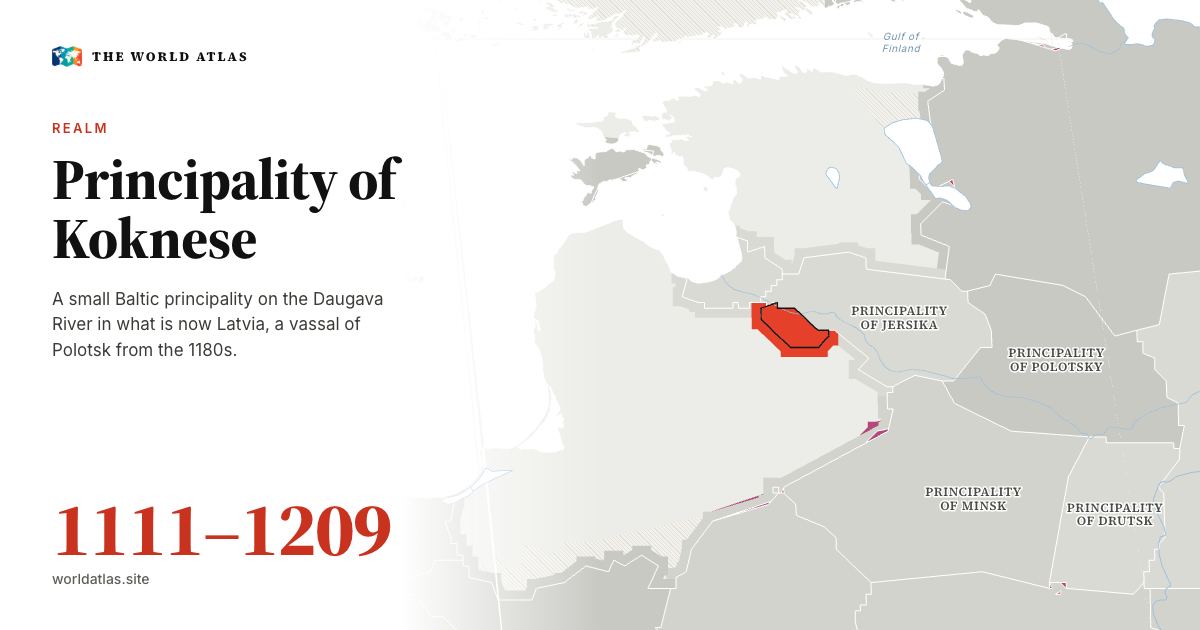 THE WORLD ATLAS
REALM
Principality of
Koknese
A small Baltic principality on the Daugava
River in what is now Latvia, a vassal of
Polotsk from the 1180s.
1111–1209
worldatlas.site
Gulf of
Finland
PRINCIPALITY
OF JERSIKA
PRINCIPALITY
OF POLOTSKY
PRINCIPALITY
OF MINSK
PRINCIPALITY
OF DRUTSK